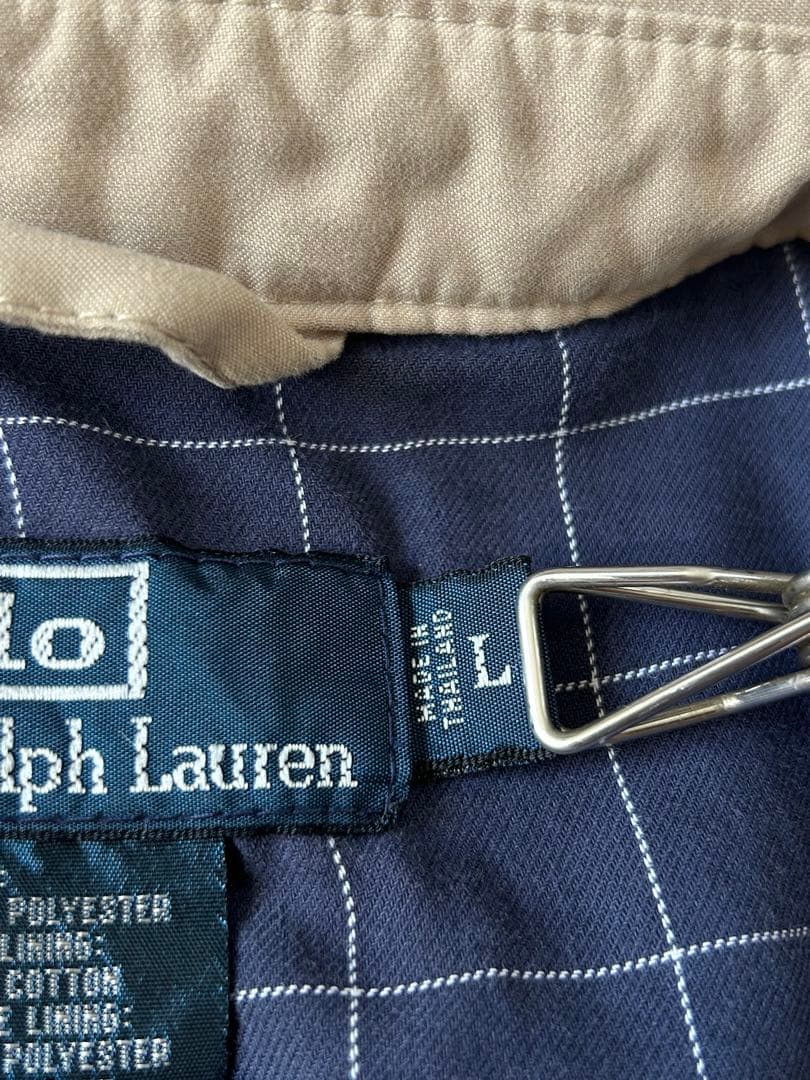 lo
lph Lauren
MADE IN
THAILAND
L
POLYESTER
LINING:
COTTON
E LINING:
POLYESTER